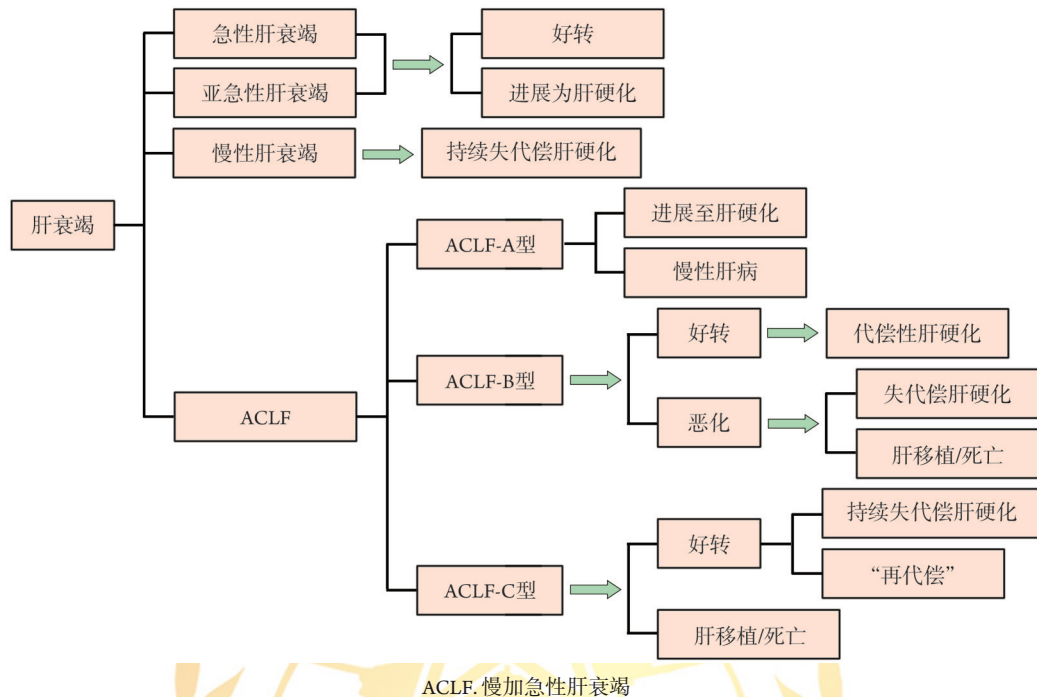 急性肝衰竭
好转
亚急性肝衰竭
进展为肝硬化
慢性肝衰竭
持续失代偿肝硬化
肝衰竭
进展至肝硬化
ACLF-A型
慢性肝病
好转
代偿性肝硬化
ACLF-B型
失代偿肝硬化
ACLF
恶化
肝移植/死亡
持续失代偿肝硬化
好转
“再代偿”
ACLF-C型
肝移植/死亡
ACLF. 慢加急性肝衰竭